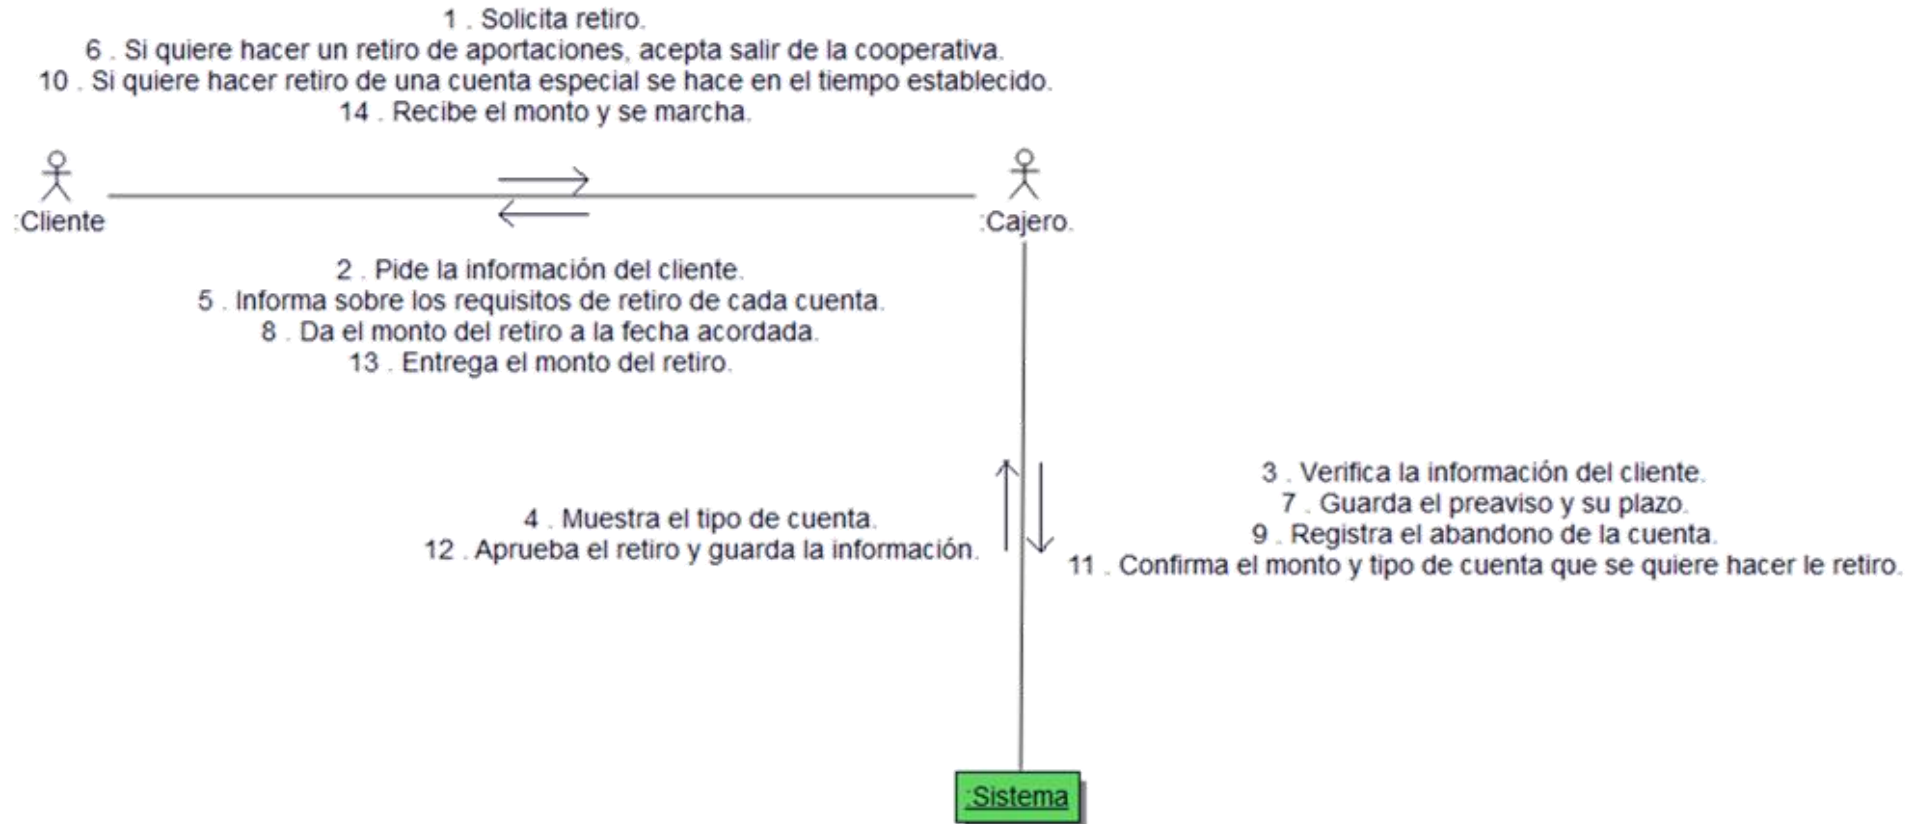 1 . Solicita retiro.
6 . Si quiere hacer un retiro de aportaciones, acepta salir de la cooperativa.
10 . Si quiere hacer retiro de una cuenta especial se hace en el tiempo establecido.
14 . Recibe el monto y se marcha.
:Cliente
:Cajero.
2 . Pide la información del cliente.
5 . Informa sobre los requisitos de retiro de cada cuenta.
8 . Da el monto del retiro a la fecha acordada.
13 . Entrega el monto del retiro.
4 . Muestra el tipo de cuenta.
12 . Aprueba el retiro y guarda la información.
3 . Verifica la información del cliente.
7 . Guarda el preaviso y su plazo.
9 . Registra el abandono de la cuenta.
11 . Confirma el monto y tipo de cuenta que se quiere hacer le retiro.
:Sistema